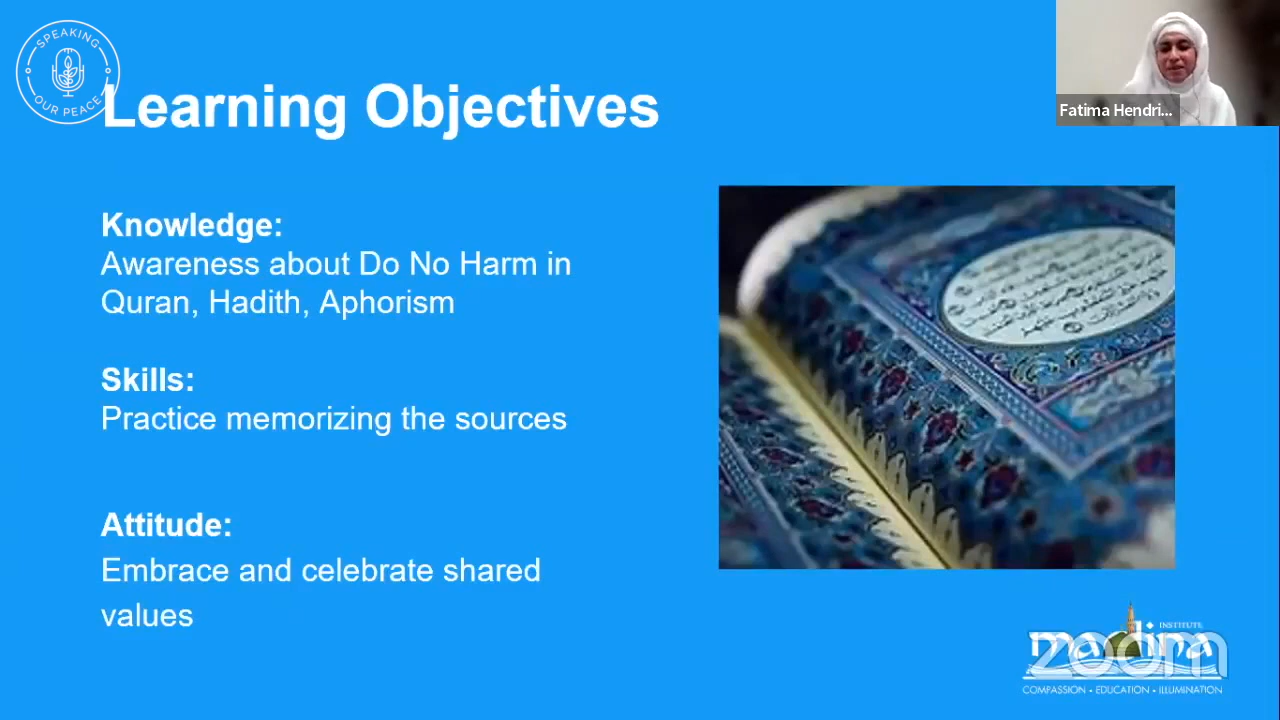 SPEAKING
OUR PEACE
Learning Objectives
Fatima Hendri...
Knowledge:
Awareness about Do No Harm in
Quran, Hadith, Aphorism
Skills:
Practice memorizing the sources
Attitude:
Embrace and celebrate shared
values
INSTITUTE
madina
zoom
COMPASSION • EDUCATION • ILLUMINATION